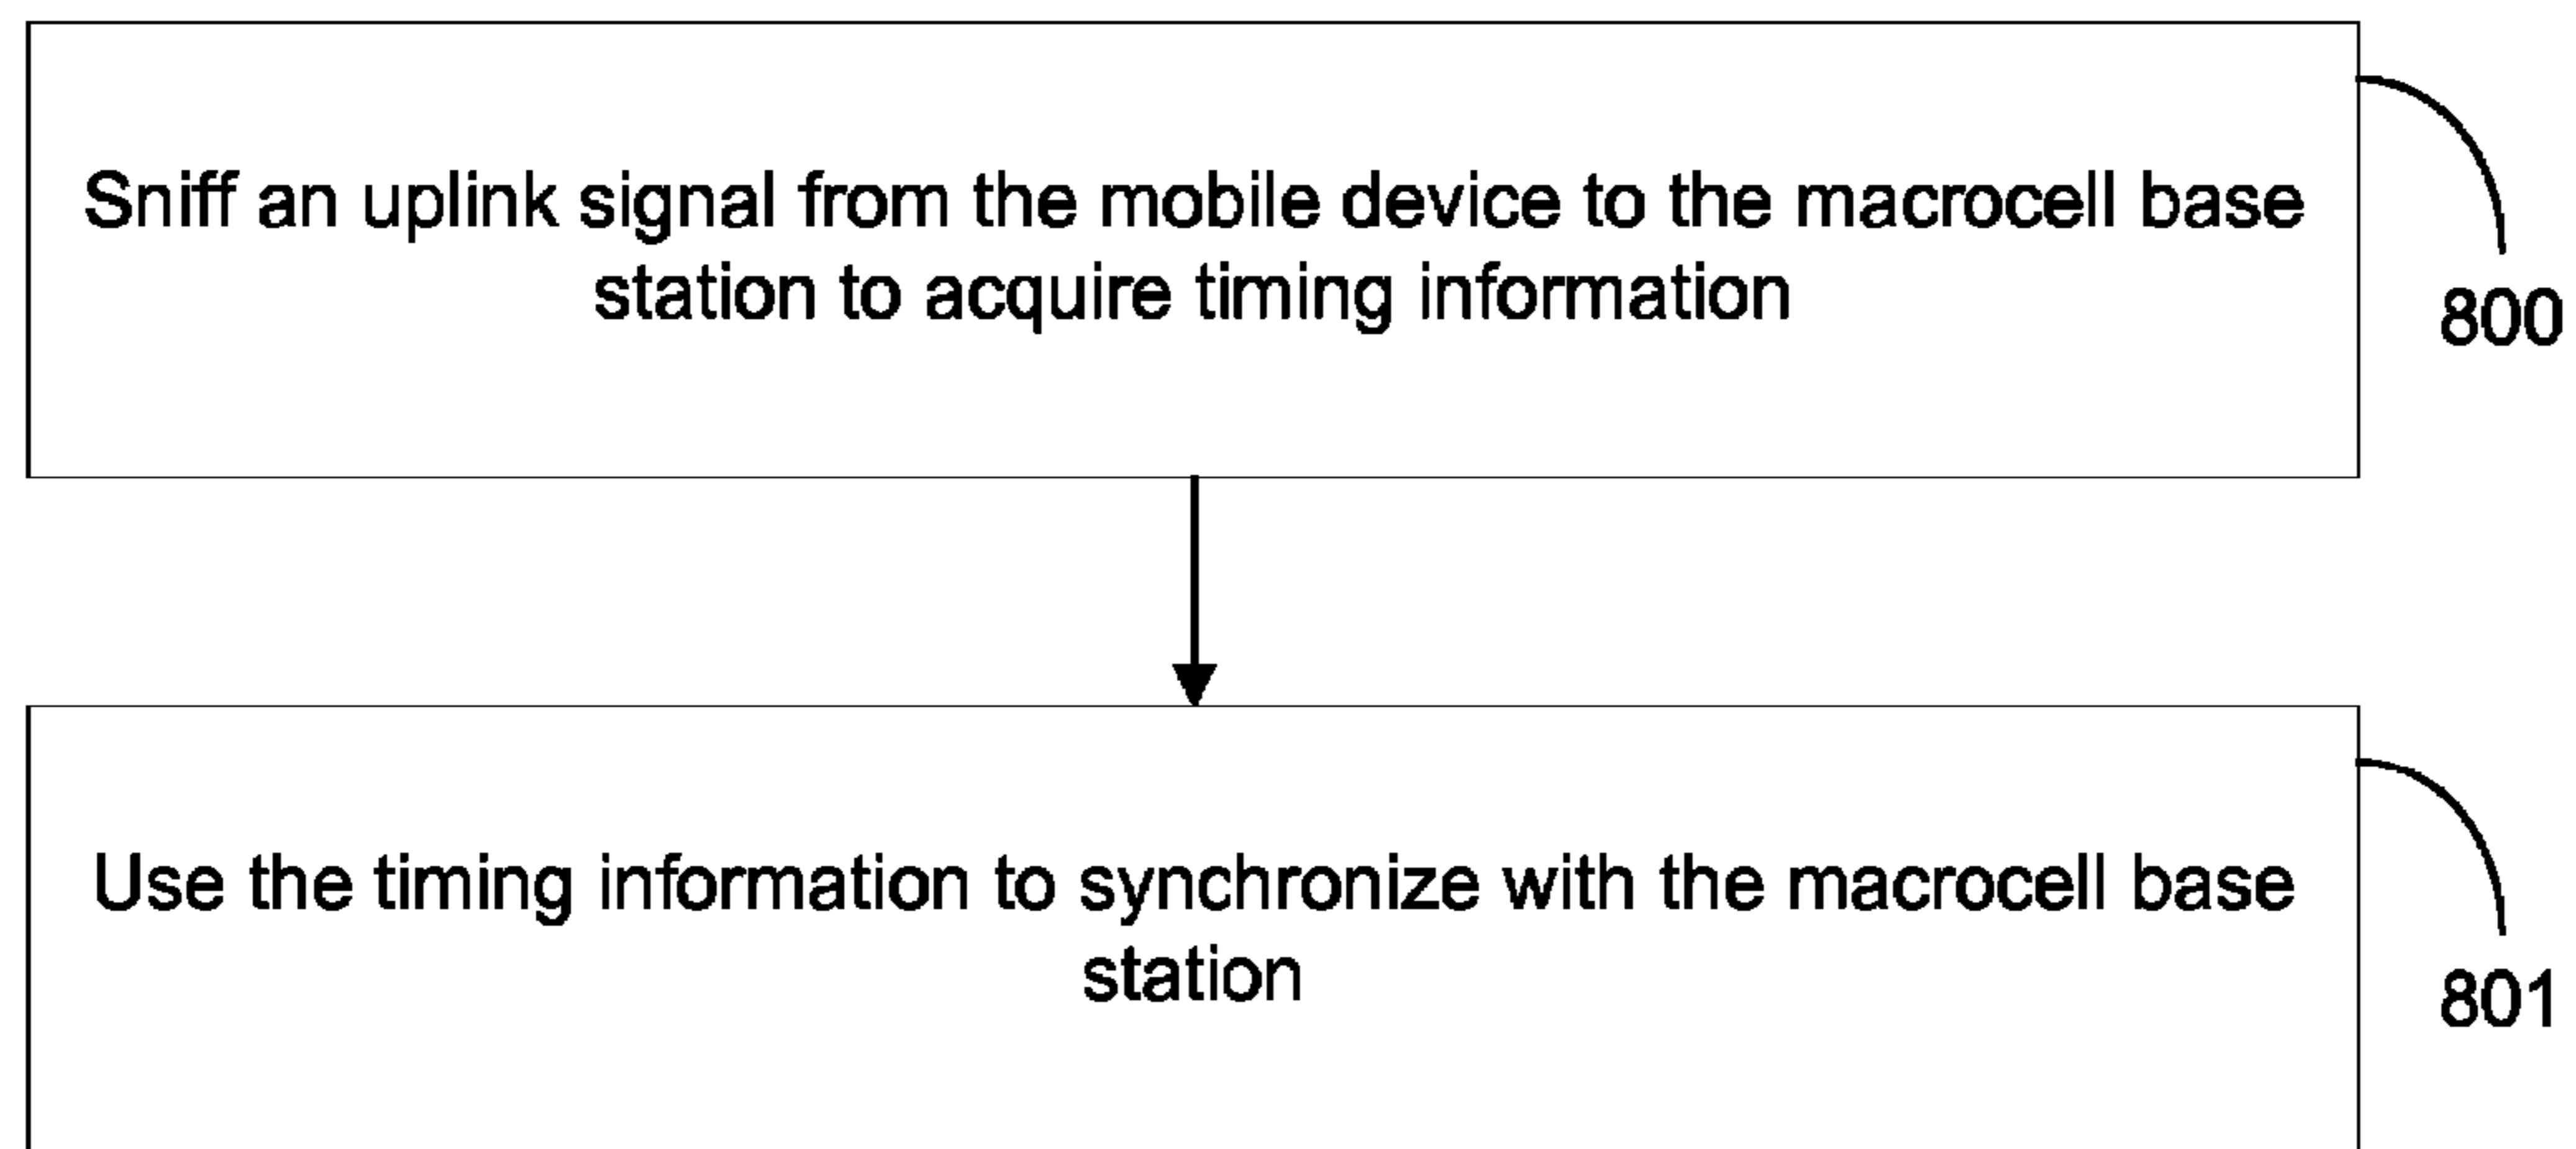 Sniff an uplink signal from the mobile device to the macrocell base
station to acquire timing information
800
Use the timing information to synchronize with the macrocell base
station
801